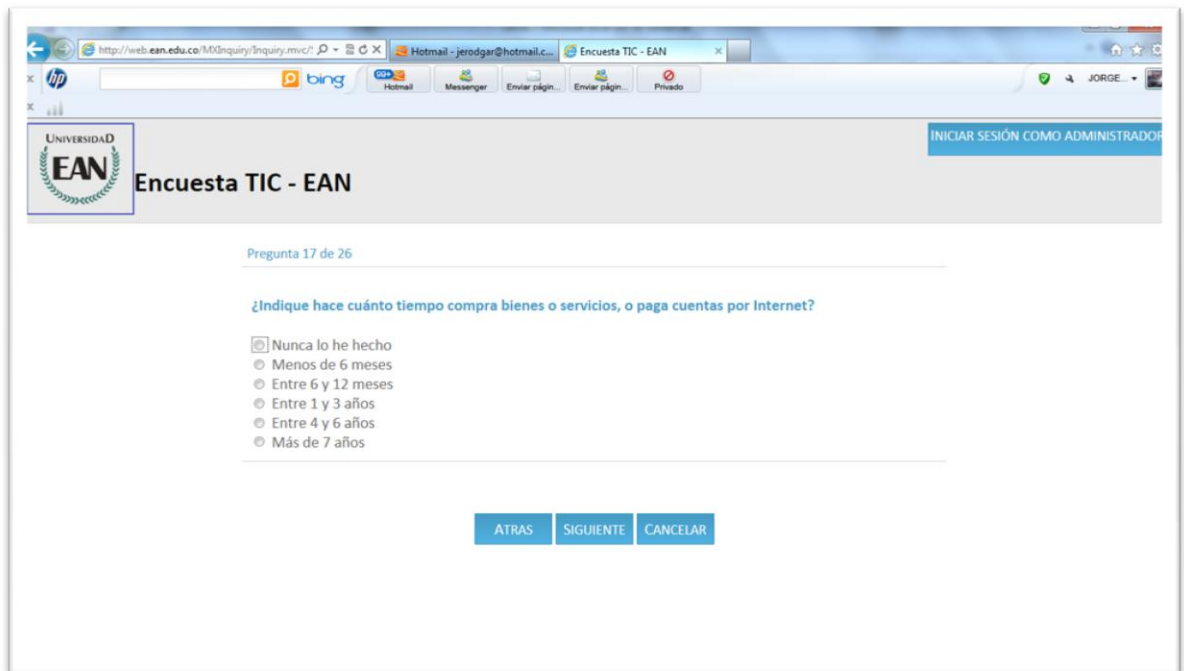 http://web.ean.edu.co/MXInquiry/Inquiry.mvc/!
Hotmail - jerodgar@hotmail.c...
Encuesta TIC - EAN
hp
bing
99+
Hotmail
Messenger
Enviar págin...
Enviar págin...
Privado
JORGE...
UNIVERSIDAD
EAN
Encuesta TIC - EAN
INICIAR SESIÓN COMO ADMINISTRADOR
Pregunta 17 de 26
¿Indique hace cuánto tiempo compra bienes o servicios, o paga cuentas por Internet?
Nunca lo he hecho
Menos de 6 meses
Entre 6 y 12 meses
Entre 1 y 3 años
Entre 4 y 6 años
Más de 7 años
ATRAS SIGUIENTE CANCELAR